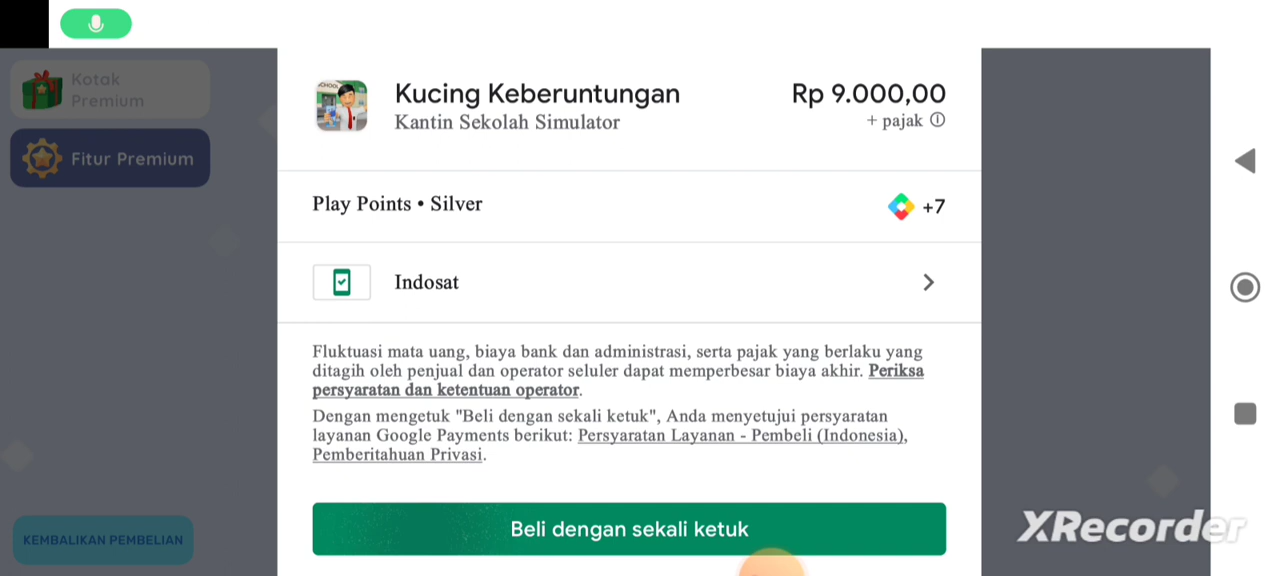 Kotak
Premium
Fitur Premium
SCHOOL
Kucing Keberuntungan
Kantin Sekolah Simulator
Rp 9.000,00
+ pajak
Play Points • Silver
+7
Indosat
Fluktuasi mata uang, biaya bank dan administrasi, serta pajak yang berlaku yang
ditagih oleh penjual dan operator seluler dapat memperbesar biaya akhir. Periksa
persyaratan dan ketentuan operator.
Dengan mengetuk "Beli dengan sekali ketuk", Anda menyetujui persyaratan
layanan Google Payments berikut: Persyaratan Layanan - Pembeli (Indonesia),
Pemberitahuan Privasi.
Beli dengan sekali ketuk
KEMBALIKAN PEMBELIAN
XRecorder